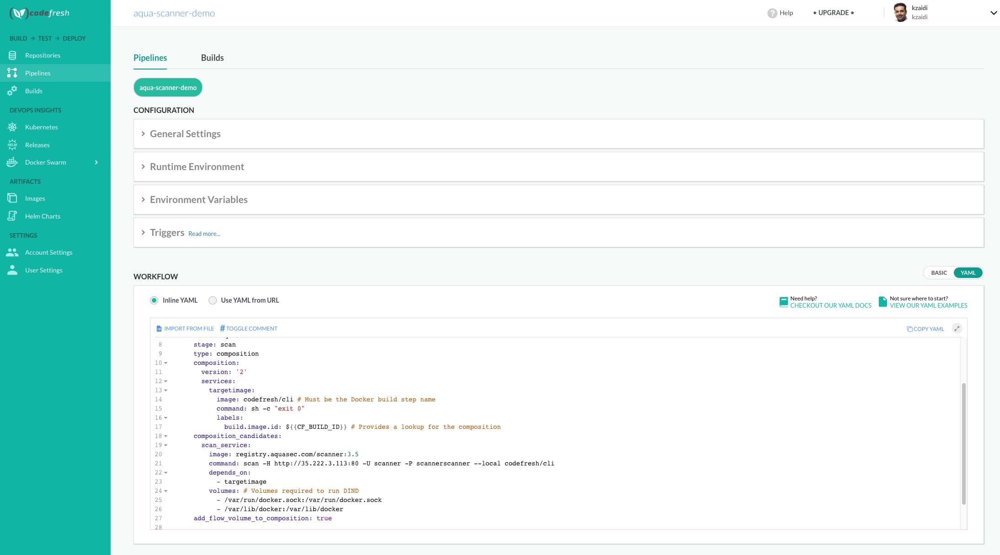 codefresh
aqua-scanner-demo
Help
UPGRADE
kzaidi
kzaidi
BUILD → TEST → DEPLOY
Repositories
Pipelines
Builds
DEVOPS INSIGHTS
Kubernetes
HELM
Releases
Docker Swarm
ARTIFACTS
Images
Helm Charts
SETTINGS
Account Settings
User Settings
Pipelines
Builds
aqua-scanner-demo
CONFIGURATION
General Settings
Runtime Environment
Environment Variables
Triggers Read more...
WORKFLOW
BASIC YAML
Inline YAML
Use YAML from URL
Need help?
CHECKOUT OUR YAML DOCS
Not sure where to start?
VIEW OUR YAML EXAMPLES
IMPORT FROM FILE
# TOGGLE COMMENT
COPY YAML
8 stage: scan
9 type: composition
10 composition:
11 version: '2'
12 services:
13 targetimage:
14 image: codefresh/cli # Must be the Docker build step name
15 command: sh -c "exit 0"
16 labels:
17 build.image.id: ${{CF_BUILD_ID}} # Provides a lookup for the composition
18 composition_candidates:
19 scan_service:
20 image: registry.aquasec.com/scanner:3.5
21 command: scan -H http://35.222.3.113:80 -U scanner -P scannerscanner --local codefresh/cli
22 depends_on:
23 - targetimage
24 volumes: # Volumes required to run DIND
25 - /var/run/docker.sock:/var/run/docker.sock
26 - /var/lib/docker:/var/lib/docker
27 add_flow_volume_to_composition: true
28